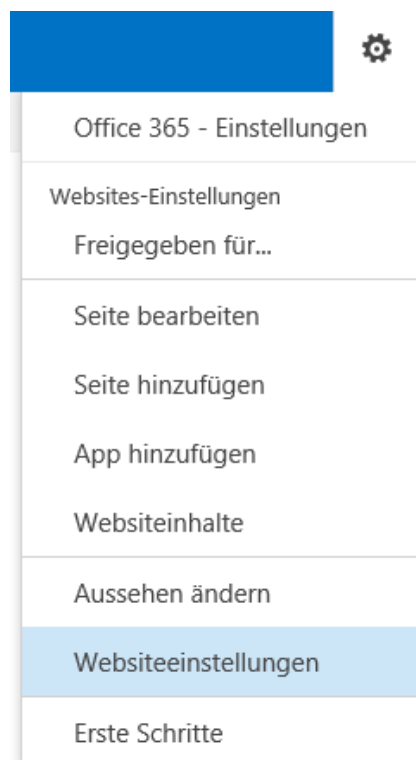 Office 365 - Einstellungen
Websites-Einstellungen
Freigegeben für...
Seite bearbeiten
Seite hinzufügen
App hinzufügen
Websiteinhalte
Aussehen ändern
Websiteeinstellungen
Erste Schritte